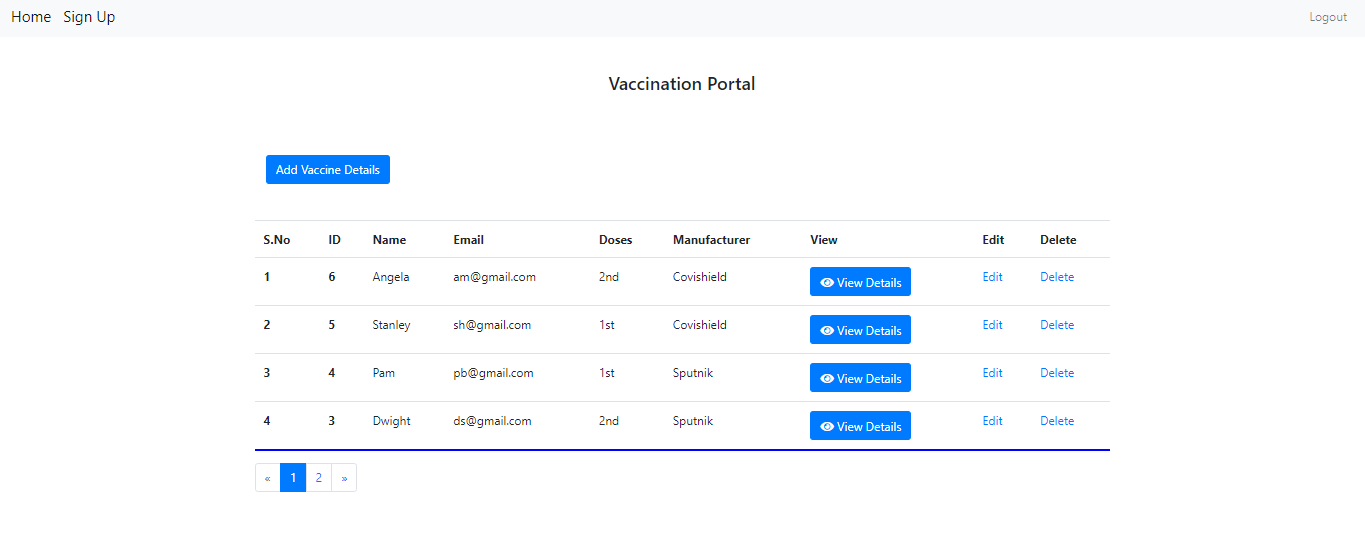 Home Sign Up Logout
Vaccination Portal
Add Vaccine Details
S.No ID Name Email Doses Manufacturer View Edit Delete
1 6 Angela am@gmail.com 2nd Covishield View Details Edit Delete
2 5 Stanley sh@gmail.com 1st Covishield View Details Edit Delete
3 4 Pam pb@gmail.com 1st Sputnik View Details Edit Delete
4 3 Dwight ds@gmail.com 2nd Sputnik View Details Edit Delete
« 1 2 »